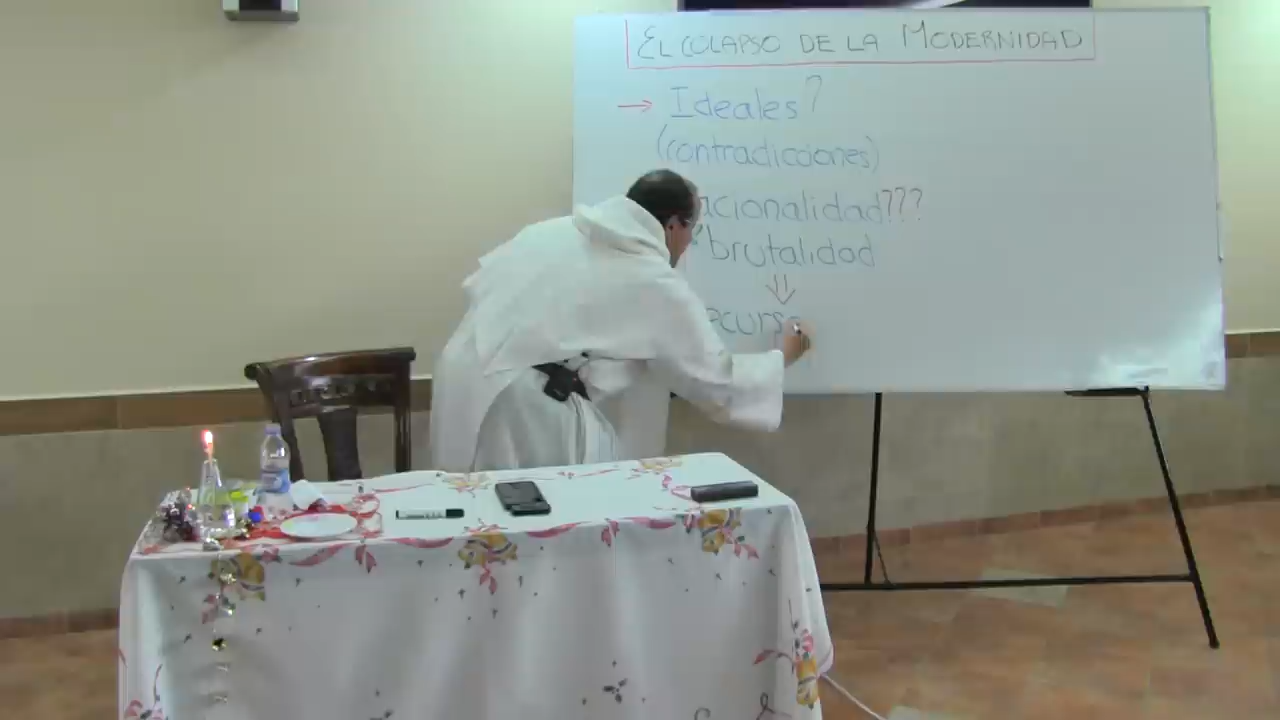 EL COLAPSO DE LA MODERNIDAD
→ Ideales?
(contradicciones)
acionalidad???
brutalidad
⇓